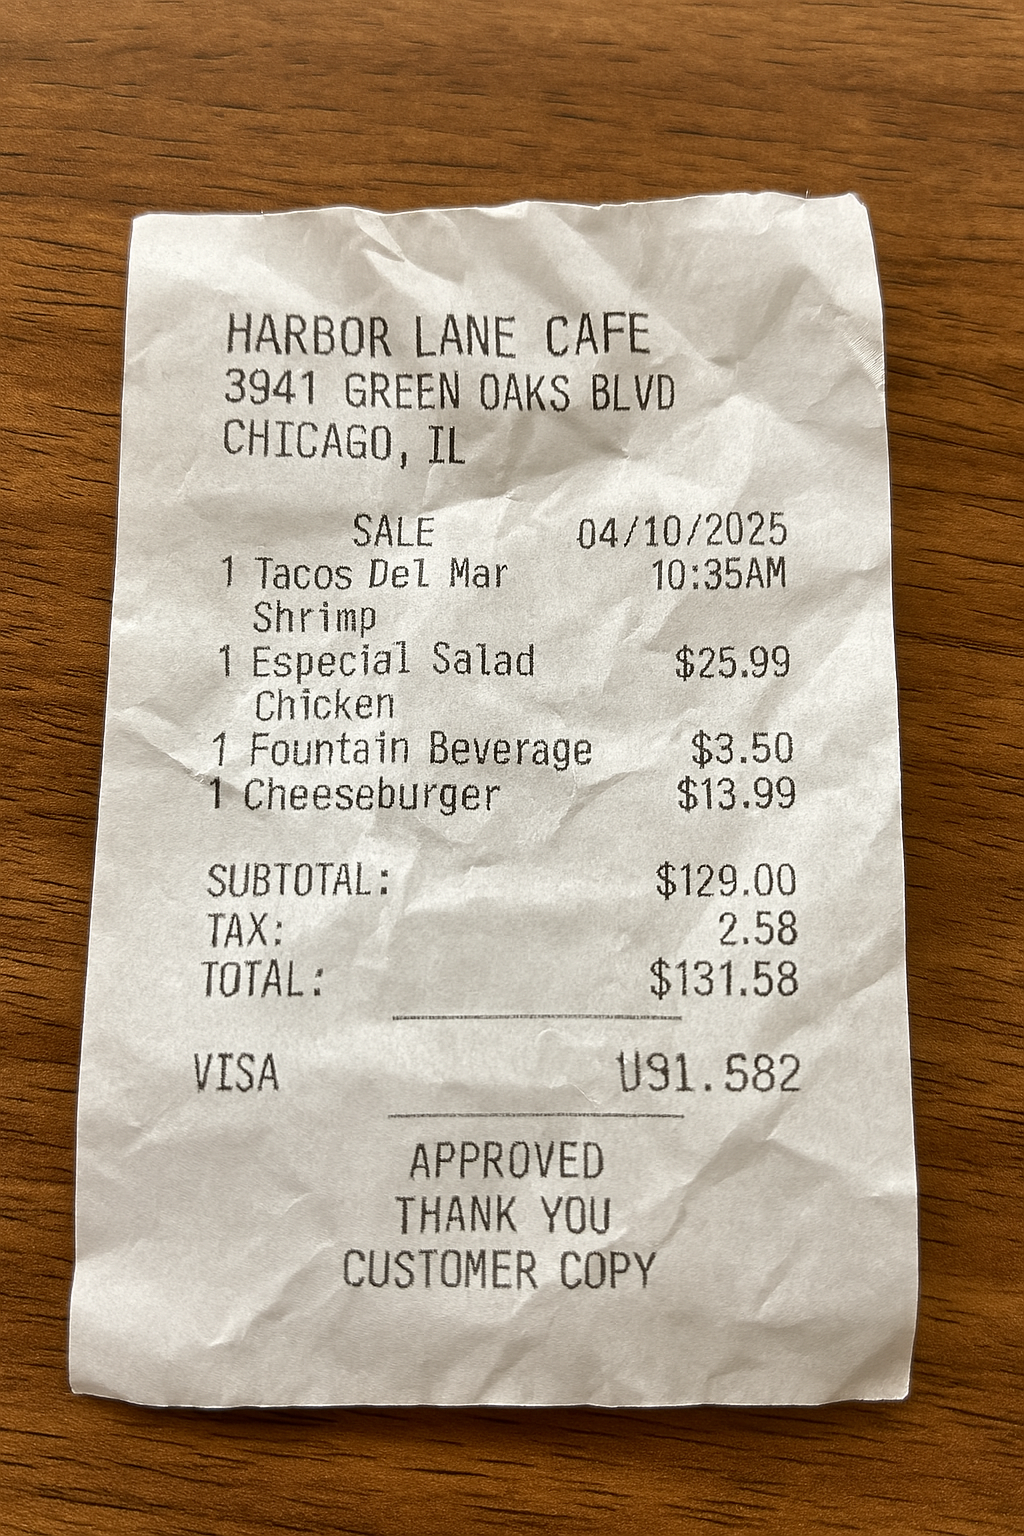 HARBOR LANE CAFE
3941 GREEN OAKS BLVD
CHICAGO, IL
SALE 04/10/2025
1 Tacos Del Mar 10:35AM
Shrimp
1 Especial Salad $25.99
Chicken
1 Fountain Beverage $3.50
1 Cheeseburger $13.99
SUBTOTAL: $129.00
TAX: 2.58
TOTAL: $131.58
VISA U91.582
APPROVED
THANK YOU
CUSTOMER COPY